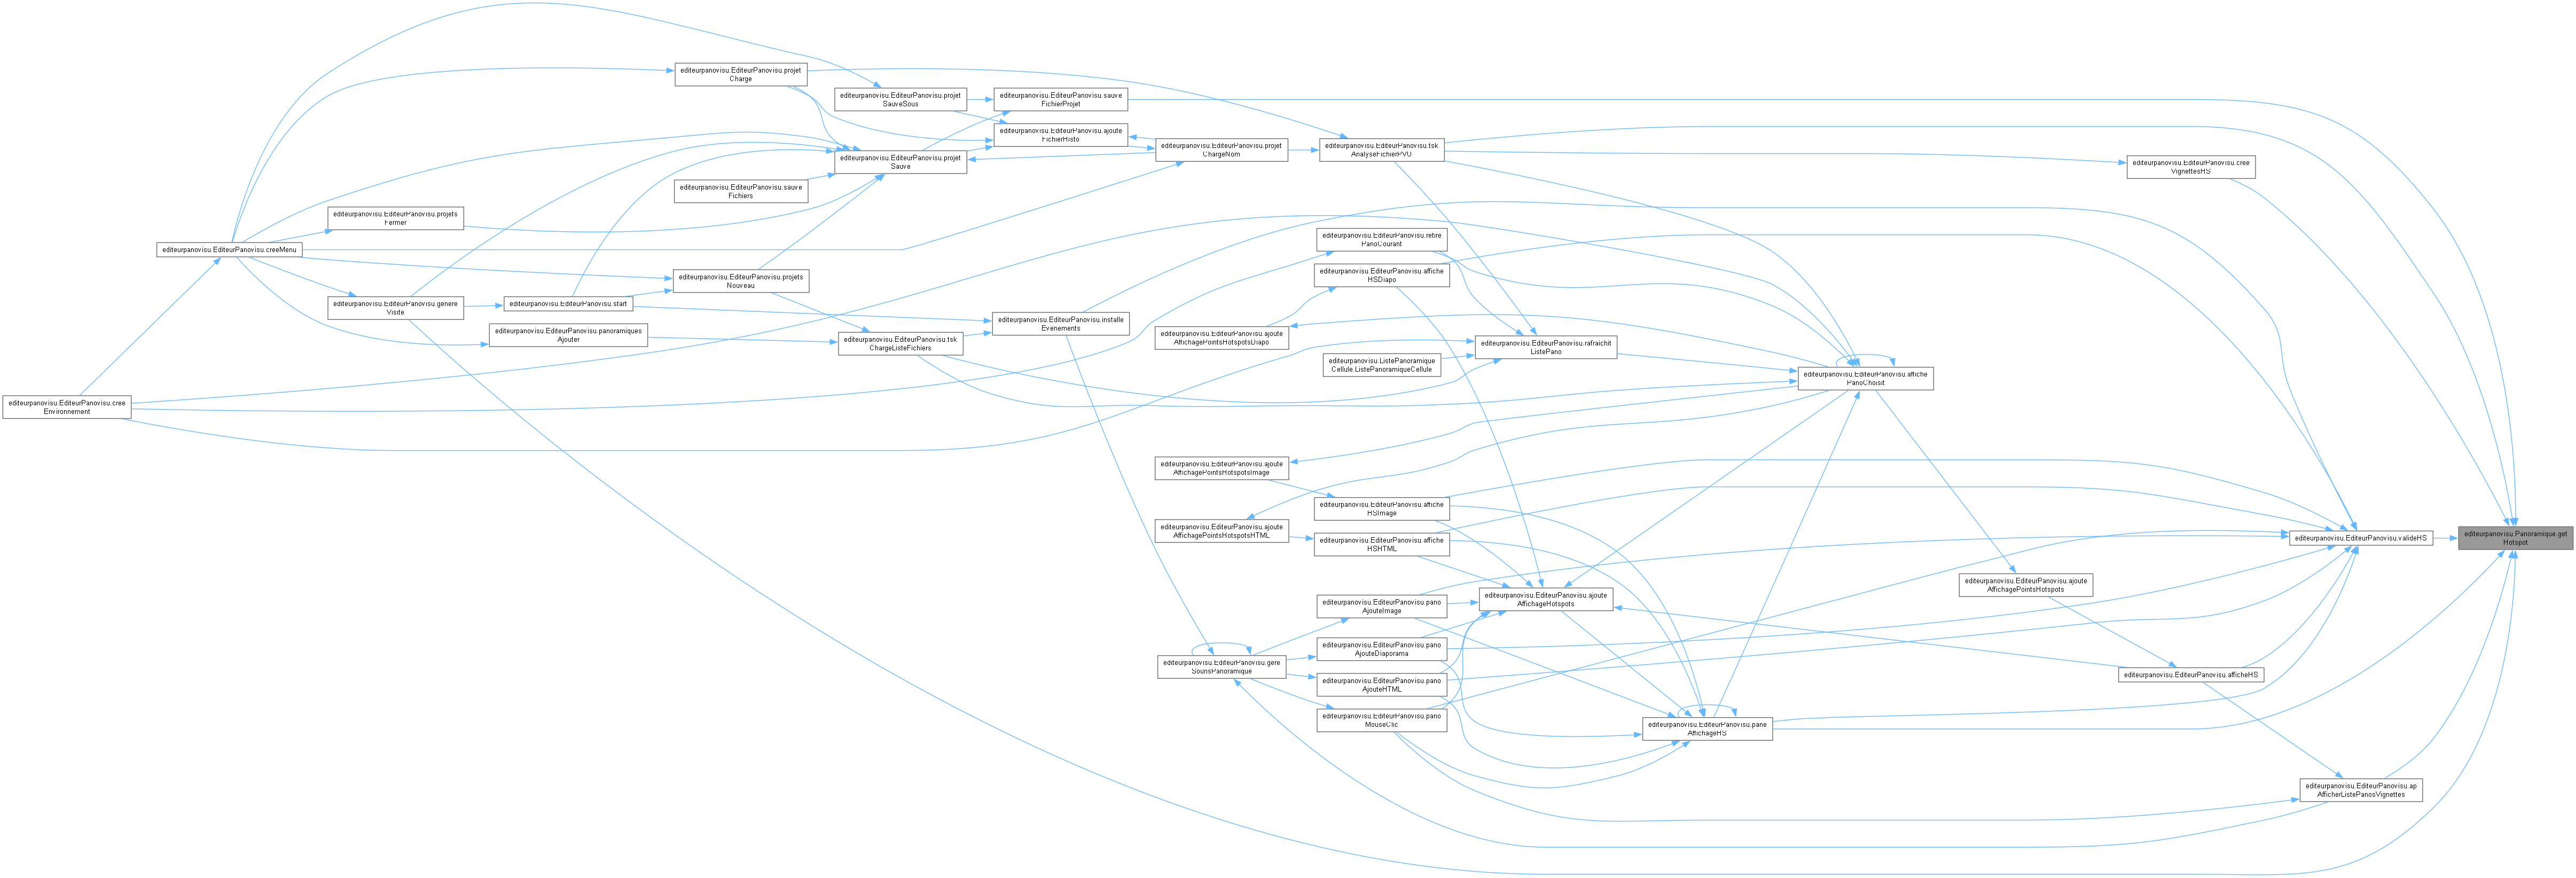 editeurpanovisu.EditeurPanovisu.projet
Charge
editeurpanovisu.EditeurPanovisu.projet
SauveSous
editeurpanovisu.EditeurPanovisu.sauve
FichierProjet
editeurpanovisu.EditeurPanovisu.ajoute
FichierHisto
editeurpanovisu.EditeurPanovisu.projet
ChargeNom
editeurpanovisu.EditeurPanovisu.tsk
AnalyseFichierPVU
editeurpanovisu.EditeurPanovisu.cree
VignettesHS
editeurpanovisu.EditeurPanovisu.projet
Sauve
editeurpanovisu.EditeurPanovisu.sauve
Fichiers
editeurpanovisu.EditeurPanovisu.projets
Fermer
editeurpanovisu.EditeurPanovisu.creeMenu
editeurpanovisu.EditeurPanovisu.retire
PanoCourant
editeurpanovisu.EditeurPanovisu.affiche
HSDiapo
editeurpanovisu.EditeurPanovisu.projets
Nouveau
editeurpanovisu.EditeurPanovisu.genere
Visite
editeurpanovisu.EditeurPanovisu.start
editeurpanovisu.EditeurPanovisu.installe
Evenements
editeurpanovisu.EditeurPanovisu.panoramiques
Ajouter
editeurpanovisu.EditeurPanovisu.tsk
ChargeListeFichiers
editeurpanovisu.EditeurPanovisu.ajoute
AffichagePointsHotspotsDiapo
editeurpanovisu.EditeurPanovisu.rafraichit
ListePano
editeurpanovisu.ListePanoramique
Cellule.ListePanoramiqueCellule
editeurpanovisu.EditeurPanovisu.affiche
PanoChoisit
editeurpanovisu.EditeurPanovisu.cree
Environnement
editeurpanovisu.EditeurPanovisu.ajoute
AffichagePointsHotspotsImage
editeurpanovisu.EditeurPanovisu.affiche
HSImage
editeurpanovisu.EditeurPanovisu.ajoute
AffichagePointsHotspotsHTML
editeurpanovisu.EditeurPanovisu.affiche
HSHTML
editeurpanovisu.EditeurPanovisu.valideHS
editeurpanovisu.Panoramique.get
Hotspot
editeurpanovisu.EditeurPanovisu.ajoute
AffichagePointsHotspots
editeurpanovisu.EditeurPanovisu.pano
AjouteImage
editeurpanovisu.EditeurPanovisu.ajoute
AffichageHotspots
editeurpanovisu.EditeurPanovisu.pano
AjouteDiaporama
editeurpanovisu.EditeurPanovisu.gere
SourisPanoramique
editeurpanovisu.EditeurPanovisu.pano
AjouteHTML
editeurpanovisu.EditeurPanovisu.afficheHS
editeurpanovisu.EditeurPanovisu.pano
MouseClic
editeurpanovisu.EditeurPanovisu.pane
AffichageHS
editeurpanovisu.EditeurPanovisu.ap
AfficherListePanosVignettes